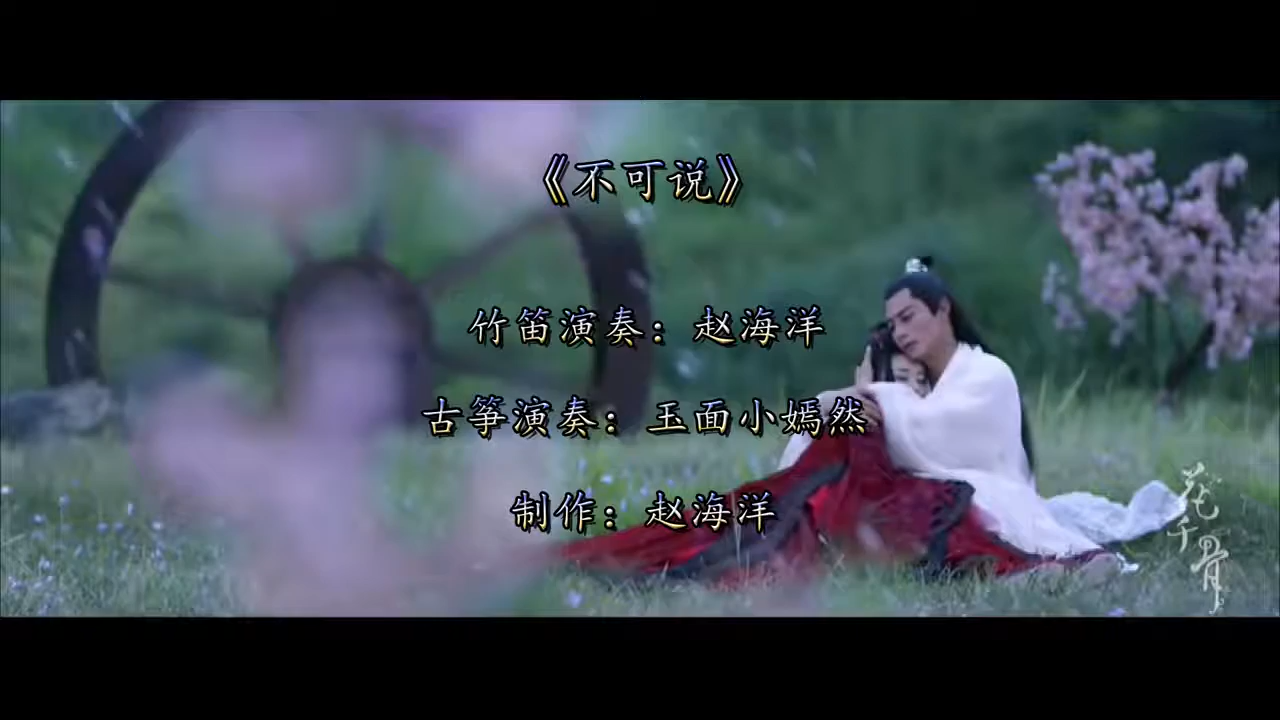 《不可说》
竹笛演奏：赵海洋
古筝演奏：玉面小嫣然
制作：赵海洋
花千骨